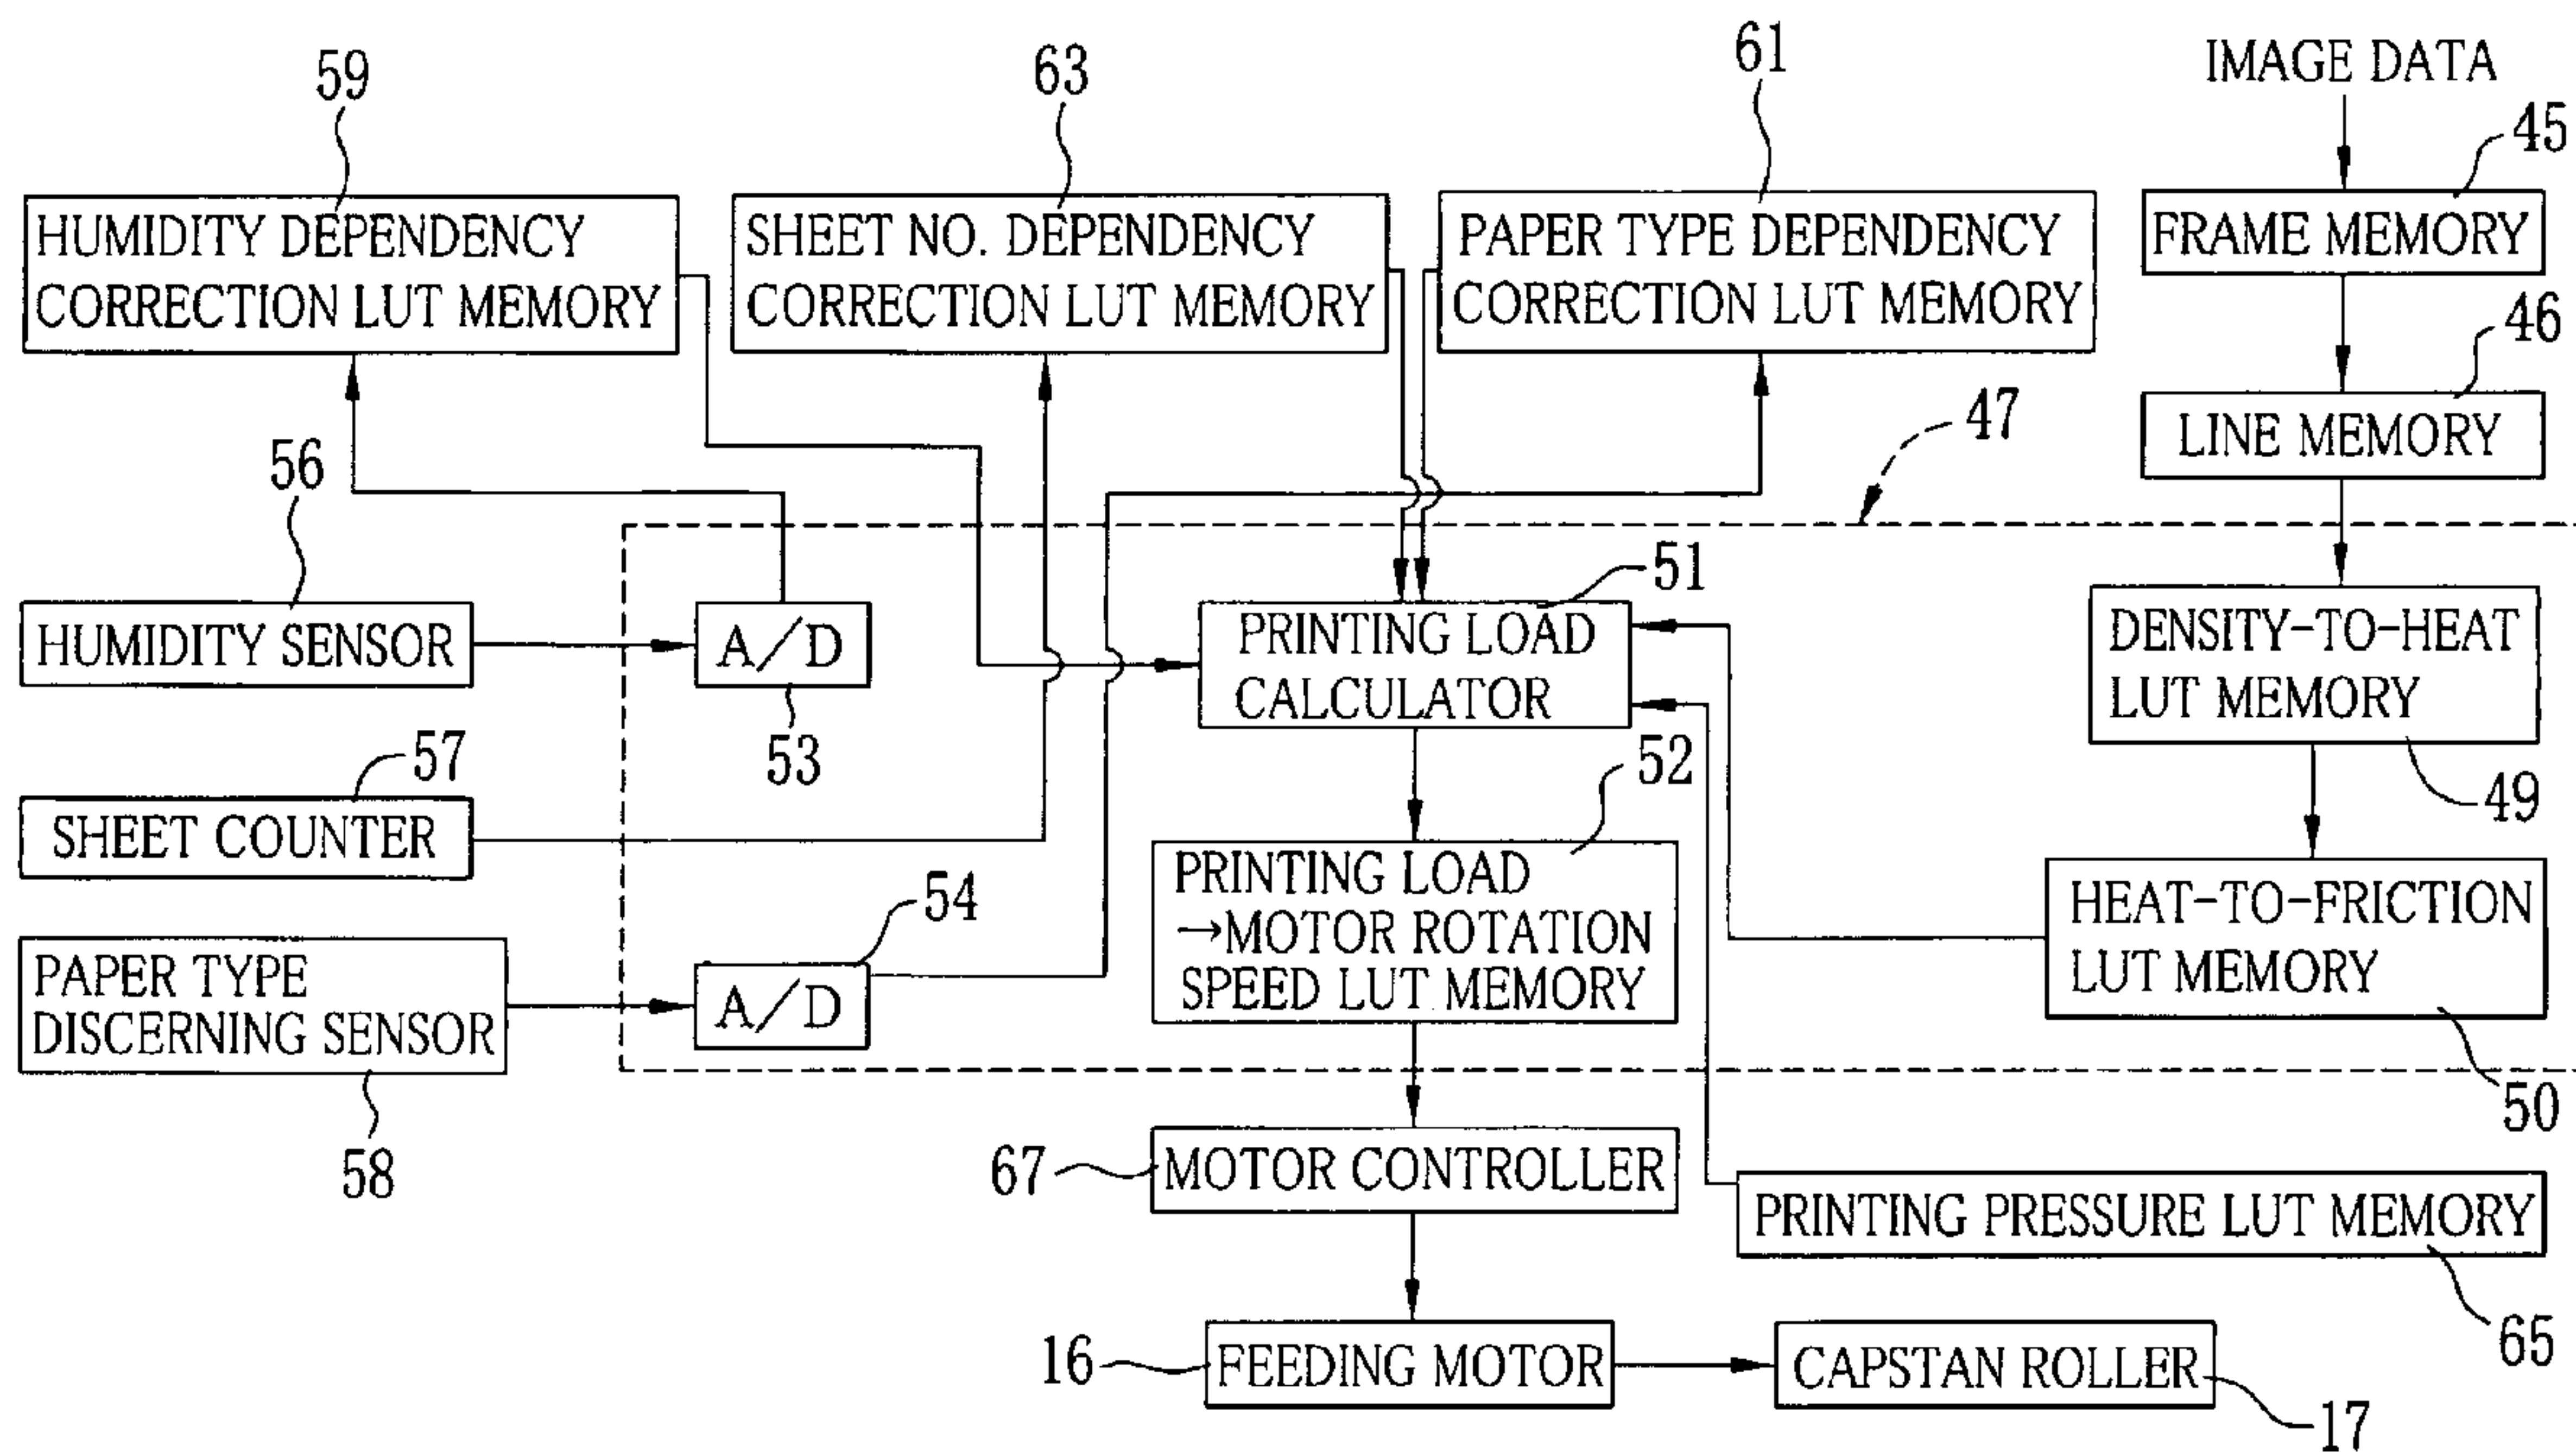 59
63
61
IMAGE DATA
45
HUMIDITY DEPENDENCY
CORRECTION LUT MEMORY
SHEET NO. DEPENDENCY
CORRECTION LUT MEMORY
PAPER TYPE DEPENDENCY
CORRECTION LUT MEMORY
FRAME MEMORY
46
47
LINE MEMORY
56
HUMIDITY SENSOR
A/D
53
51
PRINTING LOAD
CALCULATOR
DENSITY-TO-HEAT
LUT MEMORY
49
57
SHEET COUNTER
52
PRINTING LOAD
→MOTOR ROTATION
SPEED LUT MEMORY
HEAT-TO-FRICTION
LUT MEMORY
50
54
PAPER TYPE
DISCERNING SENSOR
58
A/D
67
MOTOR CONTROLLER
PRINTING PRESSURE LUT MEMORY
65
16
FEEDING MOTOR
CAPSTAN ROLLER
17